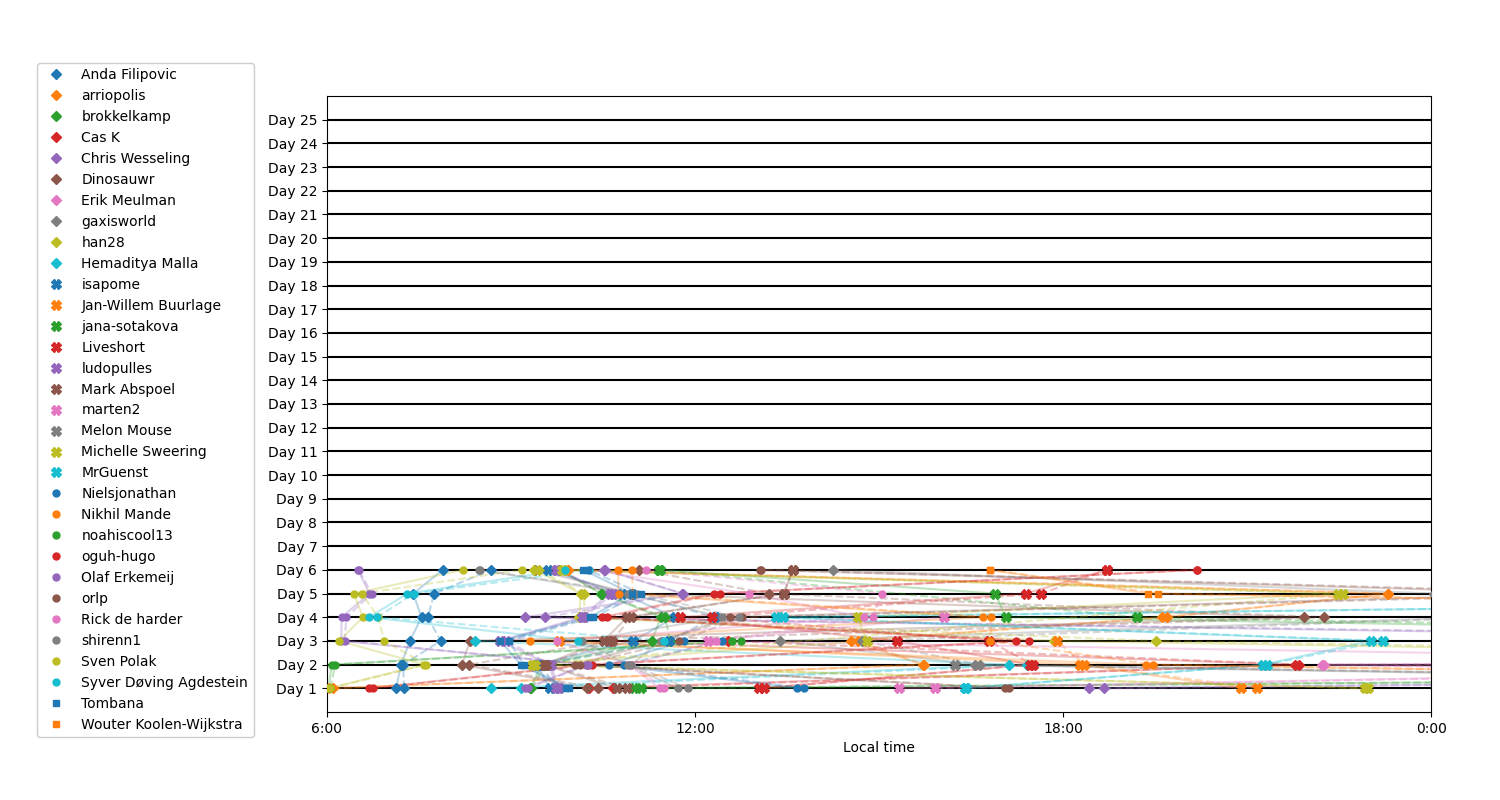 Anda Filipovic
arriopolis
brokkelkamp
Cas K
Chris Wesseling
Dinosauwr
Erik Meulman
gaxisworld
han28
Hemaditya Malla
isapome
Jan-Willem Buurlage
jana-sotakova
Liveshort
ludopulles
Mark Abspoel
marten2
Melon Mouse
Michelle Sweering
MrGuenst
Nielsjonathan
Nikhil Mande
noahiscool13
oguh-hugo
Olaf Erkemeij
orlp
Rick de harder
shirenn1
Sven Polak
Syver Døving Agdestein
Tombana
Wouter Koolen-Wijkstra
Day 25
Day 24
Day 23
Day 22
Day 21
Day 20
Day 19
Day 18
Day 17
Day 16
Day 15
Day 14
Day 13
Day 12
Day 11
Day 10
Day 9
Day 8
Day 7
Day 6
Day 5
Day 4
Day 3
Day 2
Day 1
6:00 12:00 18:00 0:00
Local time